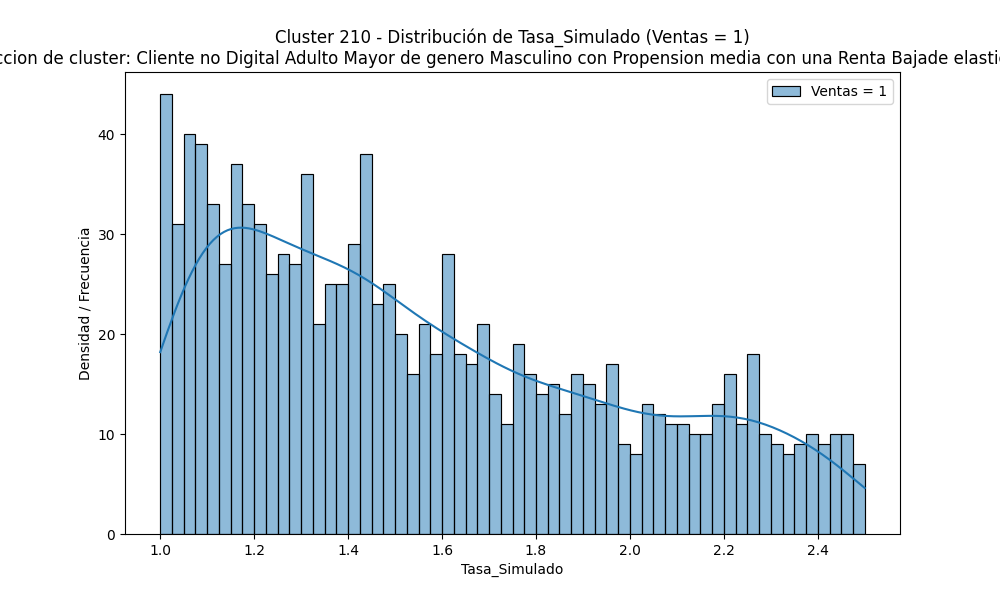 Cluster 210 - Distribución de Tasa_Simulado (Ventas = 1)
ccion de cluster: Cliente no Digital Adulto Mayor de genero Masculino con Propension media con una Renta Bajade elasti
Ventas = 1
Densidad / Frecuencia
40
30
20
10
0
1.0 1.2 1.4 1.6 1.8 2.0 2.2 2.4
Tasa_Simulado